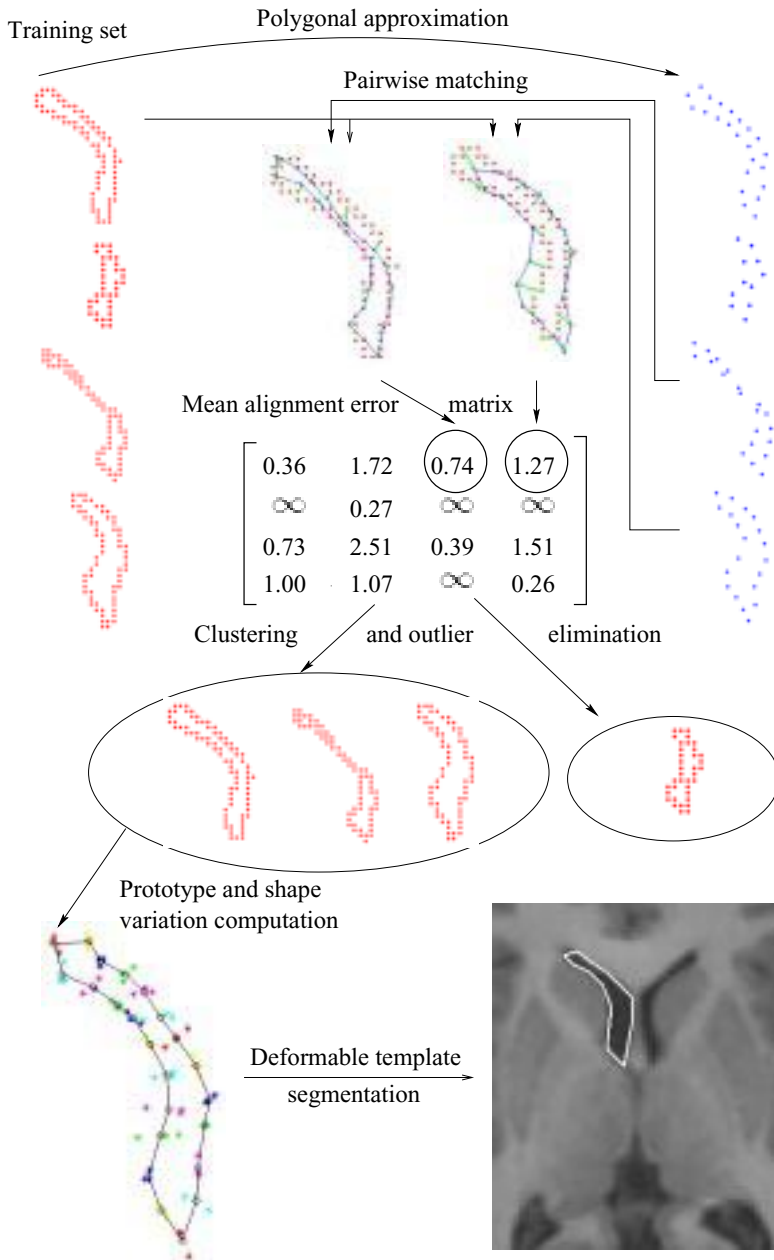 Polygonal approximation
Training set
Pairwise matching
Mean alignment error matrix
0.36 1.72 0.74 1.27
∞ 0.27 ∞ ∞
0.73 2.51 0.39 1.51
1.00 1.07 ∞ 0.26
Clustering and outlier elimination
Prototype and shape
variation computation
Deformable template
segmentation